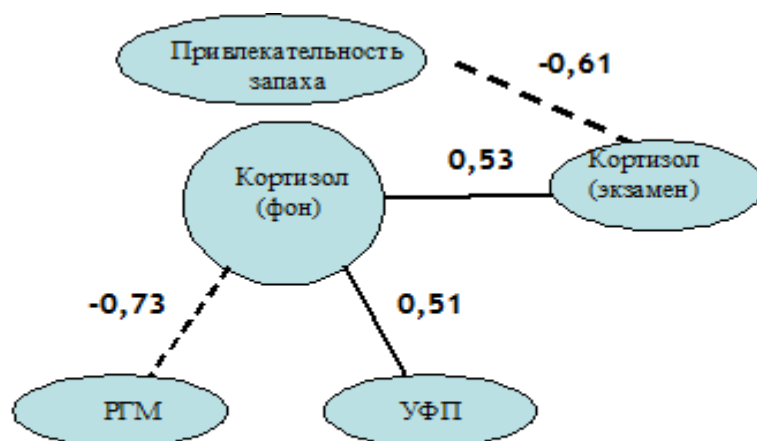 Привлекательность
запаха
-0,61
Кортизол
(фон)
0,53
Кортизол
(экзамен)
-0,73
0,51
РГМ
УФП